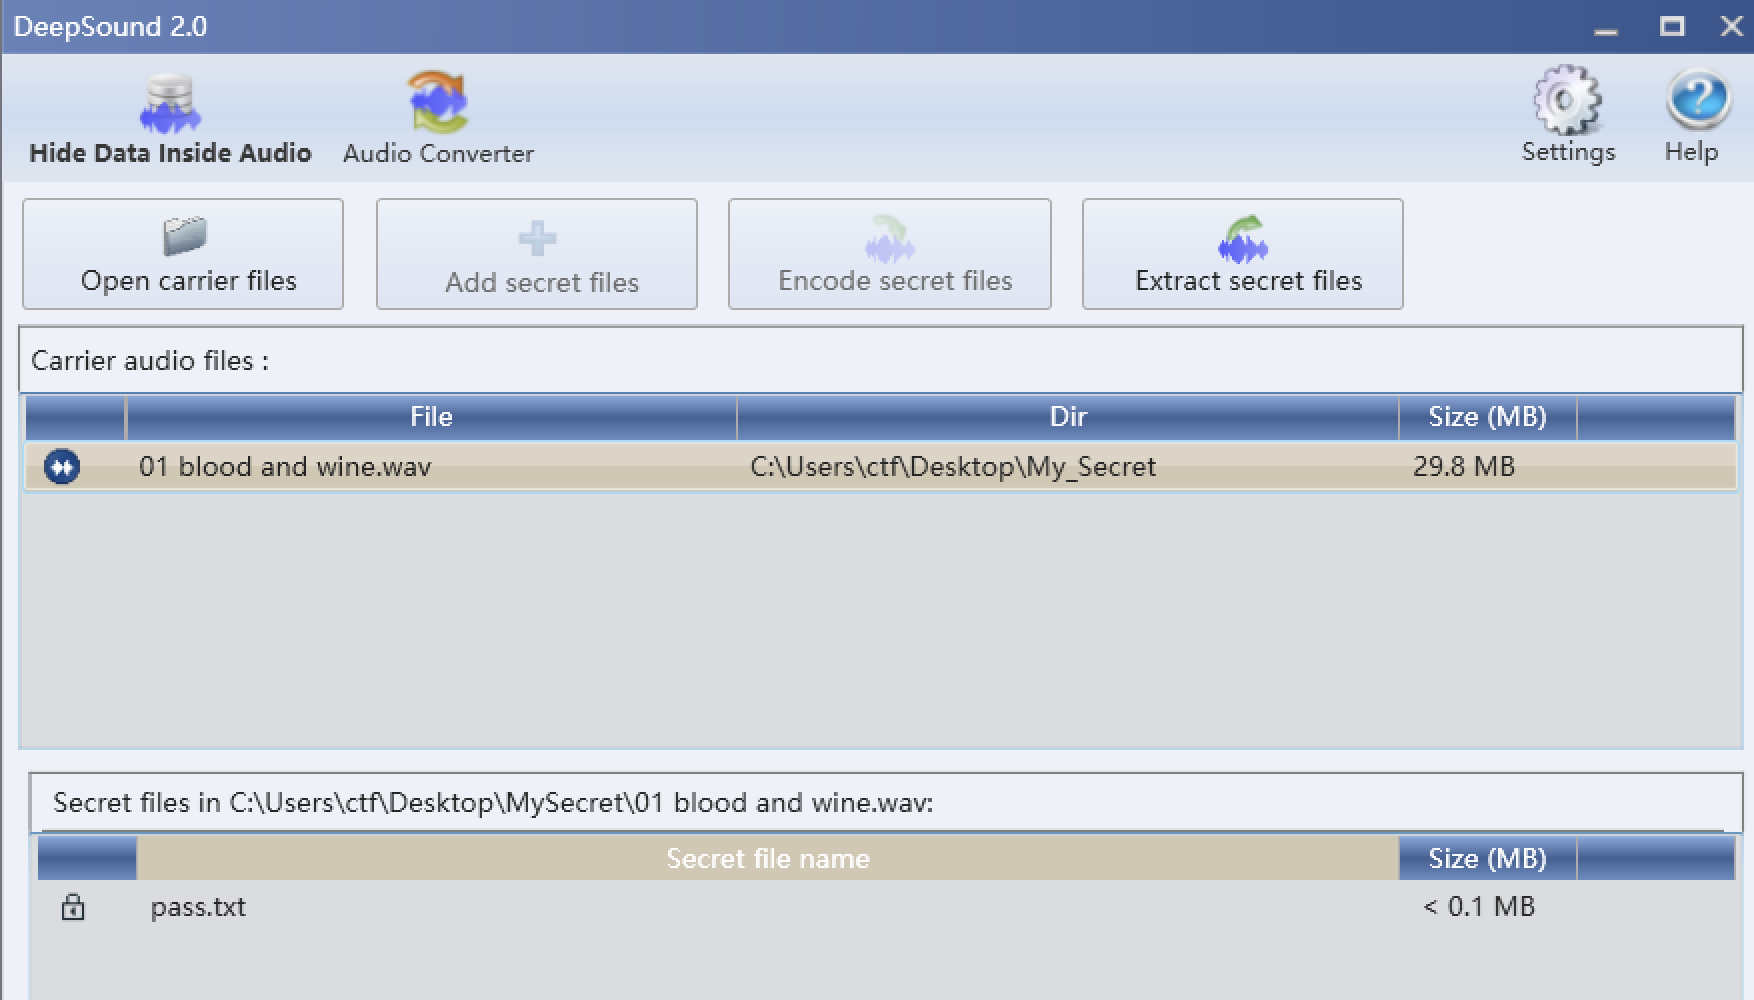 DeepSound 2.0
Hide Data Inside Audio
Audio Converter
Settings
Help
Open carrier files
Add secret files
Encode secret files
Extract secret files
Carrier audio files :
File Dir Size (MB)
01 blood and wine.wav C:\Users\ctf\Desktop\My_Secret 29.8 MB
Secret files in C:\Users\ctf\Desktop\MySecret\01 blood and wine.wav:
Secret file name Size (MB)
pass.txt < 0.1 MB